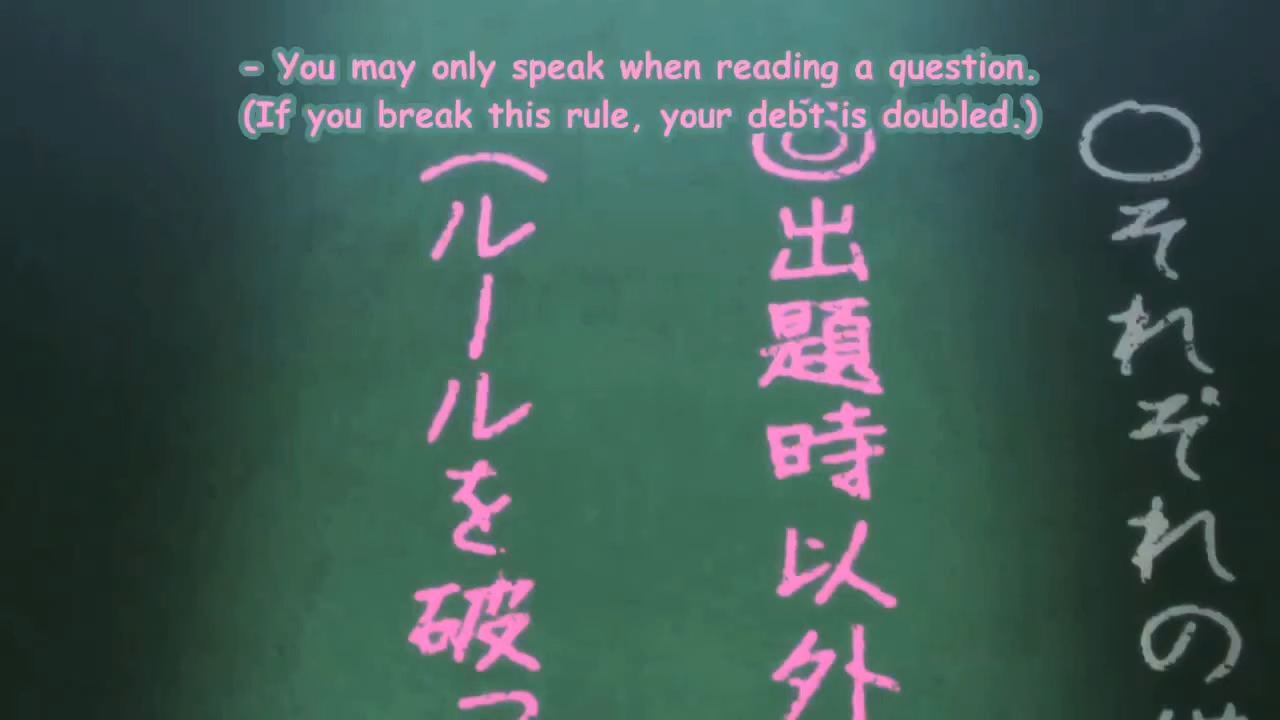 - You may only speak when reading a question.
(If you break this rule, your debt is doubled.)
○それぞれの
◎出題時以外
(ルールを破っ